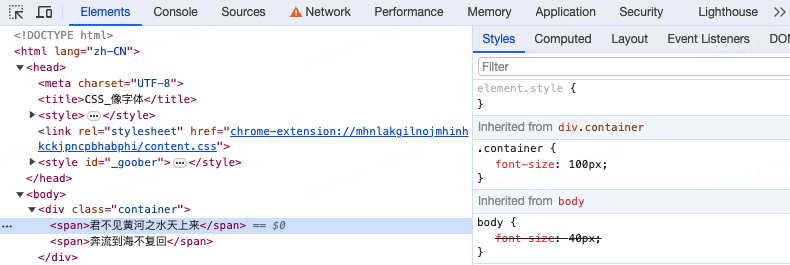 Elements Console Sources Network Performance Memory Application Security Lighthouse
<!DOCTYPE html>
<html lang="zh-CN">
<head>
<meta charset="UTF-8">
<title>CSS_像字体</title>
<style> ⋯ </style>
<link rel="stylesheet" href="chrome-extension://mhnlakgilnojmhinh
kckjpncpbhabphi/content.css">
<style id="_goober"> ⋯ </style>
</head>
<body>
<div class="container">
<span>君不见黄河之水天上来</span> == $0
<span>奔流到海不复回</span>
</div>
Styles Computed Layout Event Listeners DOM
Filter
element.style {
}
Inherited from div.container
.container {
font-size: 100px;
}
Inherited from body
body {
font-size: 40px;
}